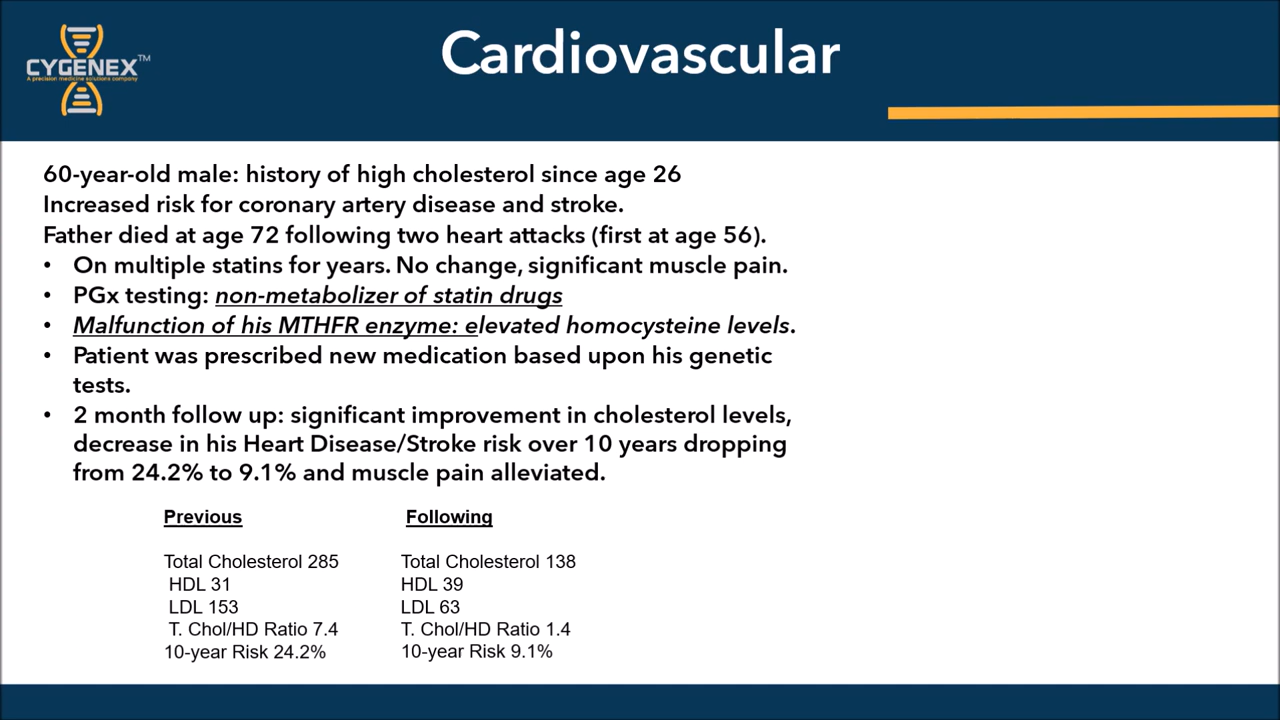 Cardiovascular
CYGENEX™
A precision medicine solutions company
60-year-old male: history of high cholesterol since age 26
Increased risk for coronary artery disease and stroke.
Father died at age 72 following two heart attacks (first at age 56).
• On multiple statins for years. No change, significant muscle pain.
• PGx testing: non-metabolizer of statin drugs
• Malfunction of his MTHFR enzyme: elevated homocysteine levels.
• Patient was prescribed new medication based upon his genetic
tests.
• 2 month follow up: significant improvement in cholesterol levels,
decrease in his Heart Disease/Stroke risk over 10 years dropping
from 24.2% to 9.1% and muscle pain alleviated.
Previous
Total Cholesterol 285
HDL 31
LDL 153
T. Chol/HD Ratio 7.4
10-year Risk 24.2%
Following
Total Cholesterol 138
HDL 39
LDL 63
T. Chol/HD Ratio 1.4
10-year Risk 9.1%